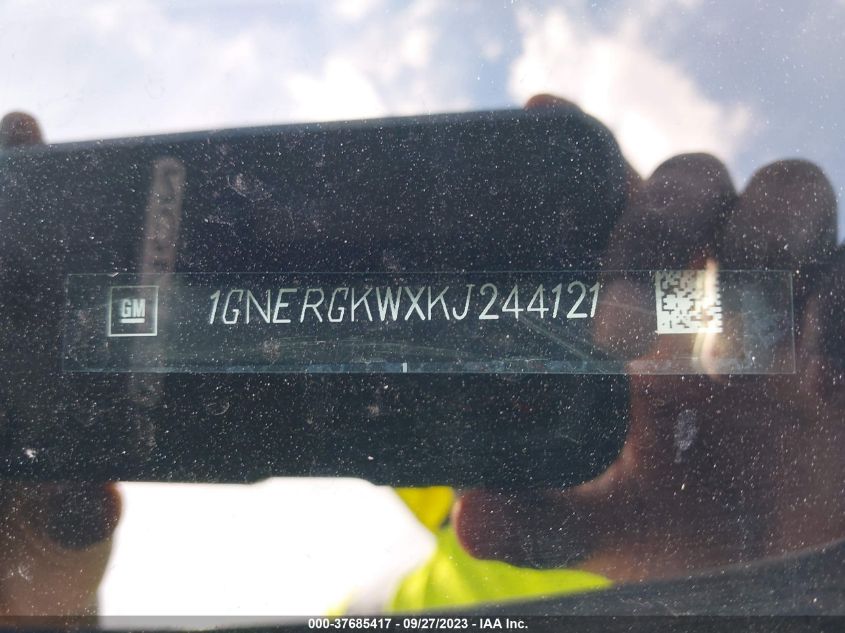 GM 1GNERGKWXKJ244121
000-37685417 - 09/27/2023 - IAA Inc.